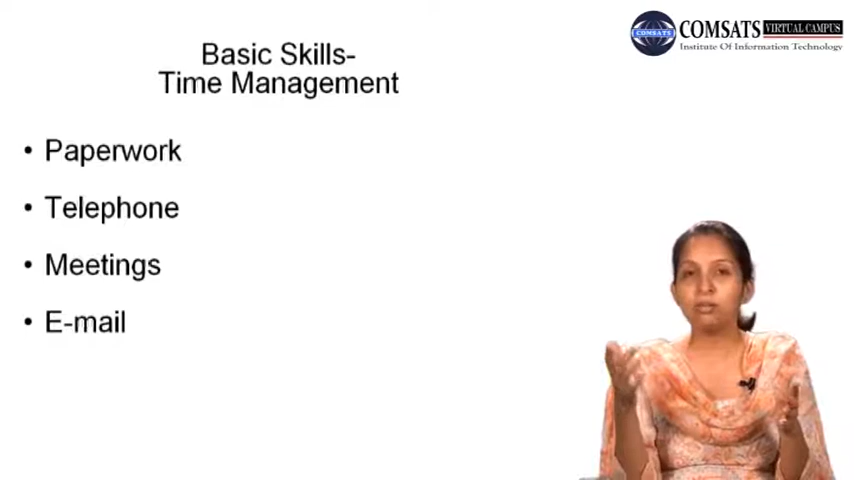 COMSATS
COMSATS VIRTUAL CAMPUS
Institute Of Information Technology
Basic Skills-
Time Management
• Paperwork
• Telephone
• Meetings
• E-mail